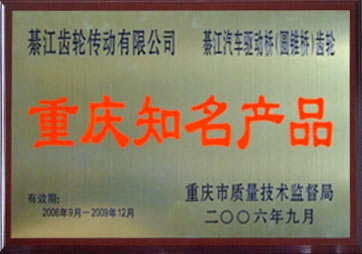 綦江齿轮传动有限公司 綦江汽车驱动桥(圆锥桥)齿轮
重庆知名产品
有效期:
2006年9月－2009年12月
重庆市质量技术监督局
二〇〇六年九月